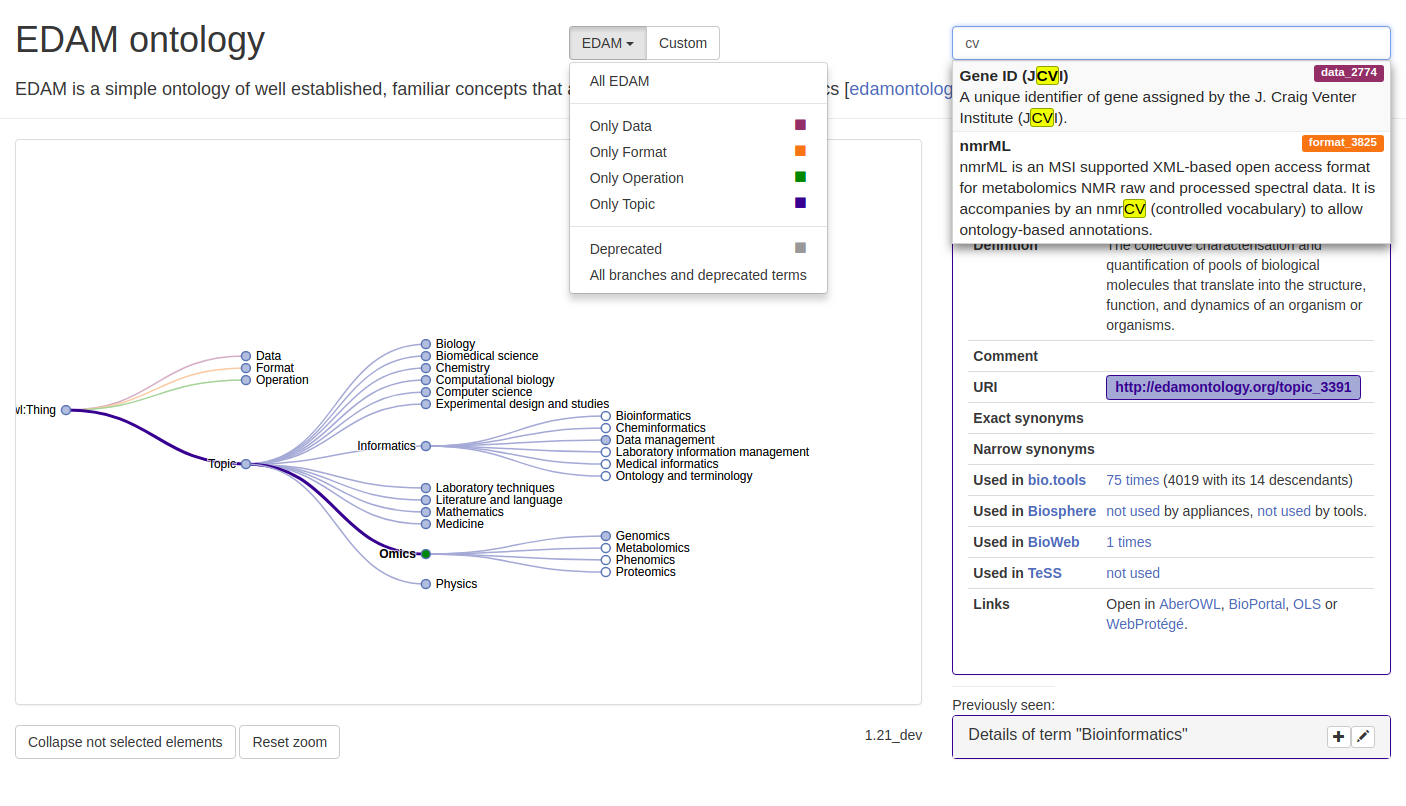 EDAM ontology
EDAM
Custom
cv
EDAM is a simple ontology of well established, familiar concepts that
cs [edamontolog
All EDAM
Only Data
Only Format
Only Operation
Only Topic
Deprecated
All branches and deprecated terms
Gene ID (JCVI)
data_2774
A unique identifier of gene assigned by the J. Craig Venter
Institute (JCVI).
nmrML
format_3825
nmrML is an MSI supported XML-based open access format
for metabolomics NMR raw and processed spectral data. It is
accompanies by an nmrCV (controlled vocabulary) to allow
ontology-based annotations.
wl:Thing
Data
Format
Operation
Topic
Biology
Biomedical science
Chemistry
Computational biology
Computer science
Experimental design and studies
Informatics
Bioinformatics
Cheminformatics
Data management
Laboratory information management
Medical informatics
Ontology and terminology
Laboratory techniques
Literature and language
Mathematics
Medicine
Omics
Genomics
Metabolomics
Phenomics
Proteomics
Physics
Definition
The collective characterisation and
quantification of pools of biological
molecules that translate into the structure,
function, and dynamics of an organism or
organisms.
Comment
URI
http://edamontology.org/topic_3391
Exact synonyms
Narrow synonyms
Used in bio.tools 75 times (4019 with its 14 descendants)
Used in Biosphere not used by appliances, not used by tools.
Used in BioWeb 1 times
Used in TeSS not used
Links Open in AberOWL, BioPortal, OLS or
WebProtégé.
Collapse not selected elements
Reset zoom
1.21_dev
Previously seen:
Details of term "Bioinformatics"